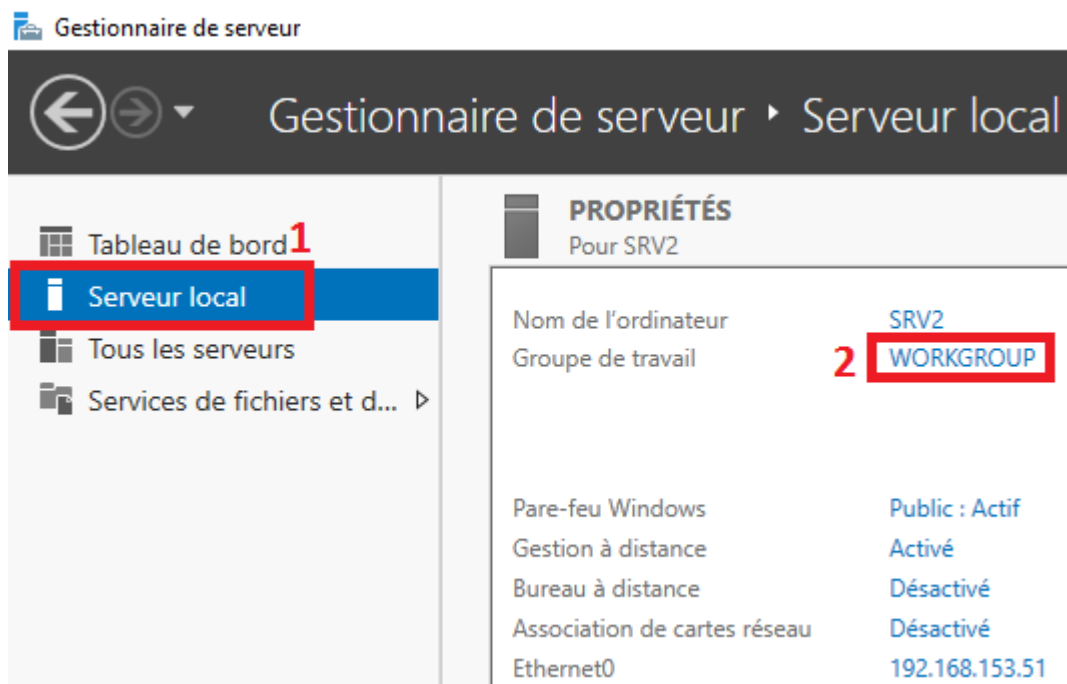 Gestionnaire de serveur
Gestionnaire de serveur ‣ Serveur local
Tableau de bord 1
Serveur local
Tous les serveurs
Services de fichiers et d...
PROPRIÉTÉS
Pour SRV2
Nom de l’ordinateur SRV2
Groupe de travail 2 WORKGROUP
Pare-feu Windows Public : Actif
Gestion à distance Activé
Bureau à distance Désactivé
Association de cartes réseau Désactivé
Ethernet0 192.168.153.51